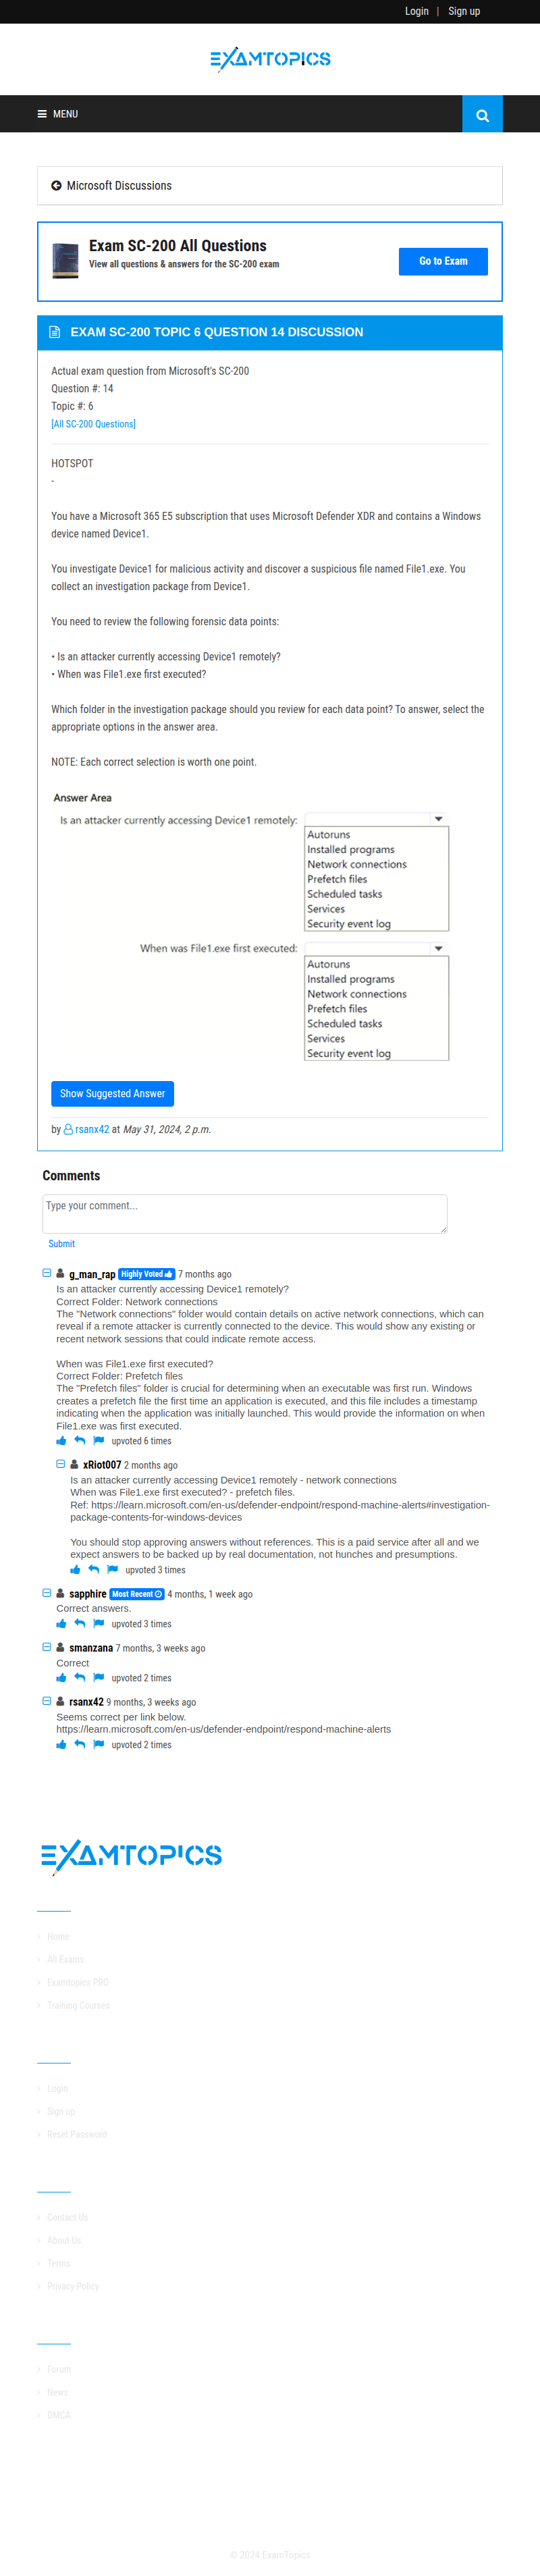 Login | Sign up
EXAMTOPICS
MENU
Microsoft Discussions
Exam SC-200 All Questions
View all questions & answers for the SC-200 exam
Go to Exam
EXAM SC-200 TOPIC 6 QUESTION 14 DISCUSSION
Actual exam question from Microsoft's SC-200
Question #: 14
Topic #: 6
[All SC-200 Questions]
HOTSPOT
-
You have a Microsoft 365 E5 subscription that uses Microsoft Defender XDR and contains a Windows
device named Device1.
You investigate Device1 for malicious activity and discover a suspicious file named File1.exe. You
collect an investigation package from Device1.
You need to review the following forensic data points:
• Is an attacker currently accessing Device1 remotely?
• When was File1.exe first executed?
Which folder in the investigation package should you review for each data point? To answer, select the
appropriate options in the answer area.
NOTE: Each correct selection is worth one point.
Answer Area
Is an attacker currently accessing Device1 remotely:
Autoruns
Installed programs
Network connections
Prefetch files
Scheduled tasks
Services
Security event log
When was File1.exe first executed:
Autoruns
Installed programs
Network connections
Prefetch files
Scheduled tasks
Services
Security event log
Show Suggested Answer
by rsanx42 at May 31, 2024, 2 p.m.
Comments
Type your comment...
Submit
g_man_rap Highly Voted 7 months ago
Is an attacker currently accessing Device1 remotely?
Correct Folder: Network connections
The "Network connections" folder would contain details on active network connections, which can
reveal if a remote attacker is currently connected to the device. This would show any existing or
recent network sessions that could indicate remote access.
When was File1.exe first executed?
Correct Folder: Prefetch files
The "Prefetch files" folder is crucial for determining when an executable was first run. Windows
creates a prefetch file the first time an application is executed, and this file includes a timestamp
indicating when the application was initially launched. This would provide the information on when
File1.exe was first executed.
upvoted 6 times
xRiot007 2 months ago
Is an attacker currently accessing Device1 remotely - network connections
When was File1.exe first executed? - prefetch files.
Ref: https://learn.microsoft.com/en-us/defender-endpoint/respond-machine-alerts#investigation-
package-contents-for-windows-devices
You should stop approving answers without references. This is a paid service after all and we
expect answers to be backed up by real documentation, not hunches and presumptions.
upvoted 3 times
sapphire Most Recent 4 months, 1 week ago
Correct answers.
upvoted 3 times
smanzana 7 months, 3 weeks ago
Correct
upvoted 2 times
rsanx42 9 months, 3 weeks ago
Seems correct per link below.
https://learn.microsoft.com/en-us/defender-endpoint/respond-machine-alerts
upvoted 2 times
EXAMTOPICS
Home
All Exams
Examtopics PRO
Training Courses
Login
Sign up
Reset Password
Contact Us
About Us
Terms
Privacy Policy
Forum
News
DMCA
© 2024 ExamTopics